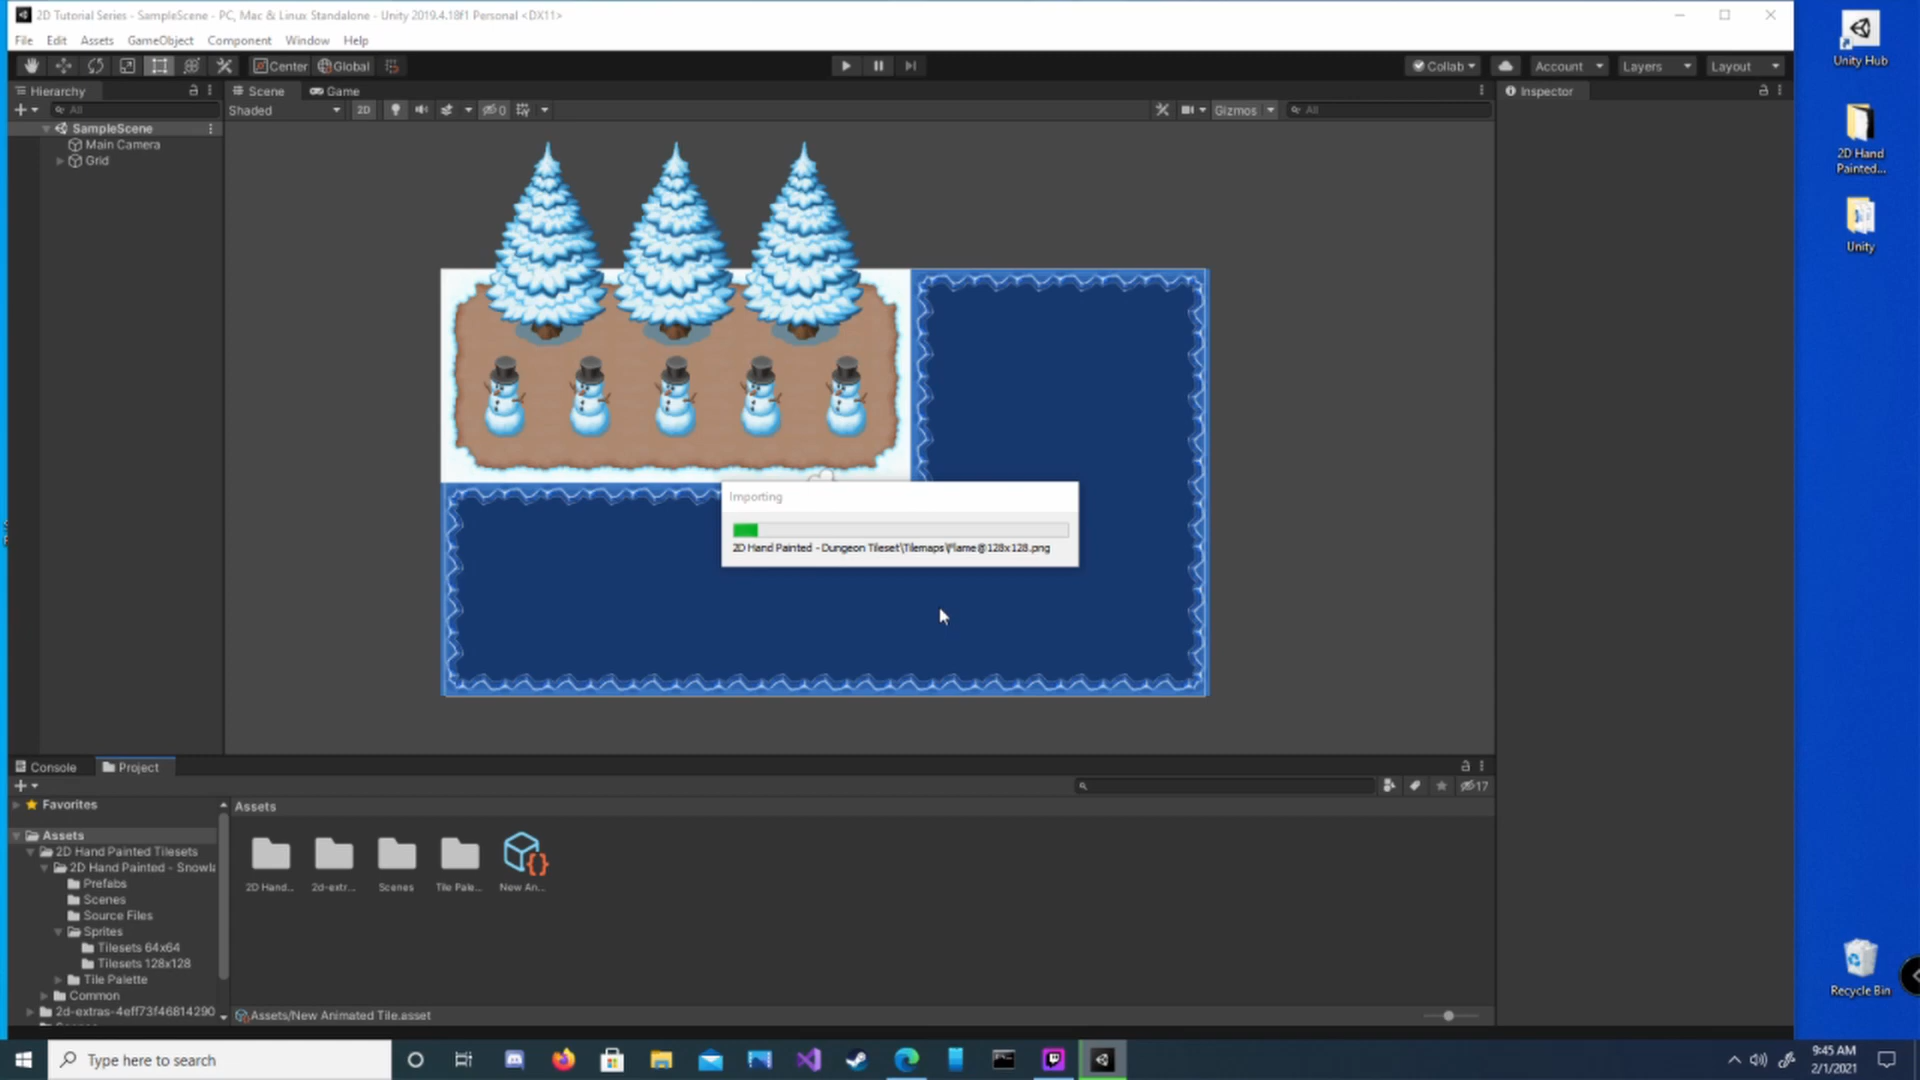 2D Tutorial Series - SampleScene - PC, Mac & Linux Standalone - Unity 2019.4.18f1 Personal <DX11>
File Edit Assets GameObject Component Window Help
Center Global Collab Account Layers Layout
Hierarchy Scene Game Inspector
All Shaded 2D 0 Gizmos All
SampleScene
Main Camera
Grid
Importing
2D Hand Painted - Dungeon Tileset\Tilemaps\Flame@128x128.png
Console Project
17
Favorites
Assets
Assets
2D Hand Painted Tilesets
2D Hand Painted - Snowla
Prefabs
Scenes
Source Files
Sprites
Tilesets 64x64
Tilesets 128x128
Tile Palette
Common
2d-extras-4eff73f46814290
2D Hand... 2d-extr... Scenes Tile Pale... New An...
Assets/New Animated Tile.asset
Unity Hub
2D Hand
Painted...
Unity
Recycle Bin
Type here to search
9:45 AM
2/1/2021